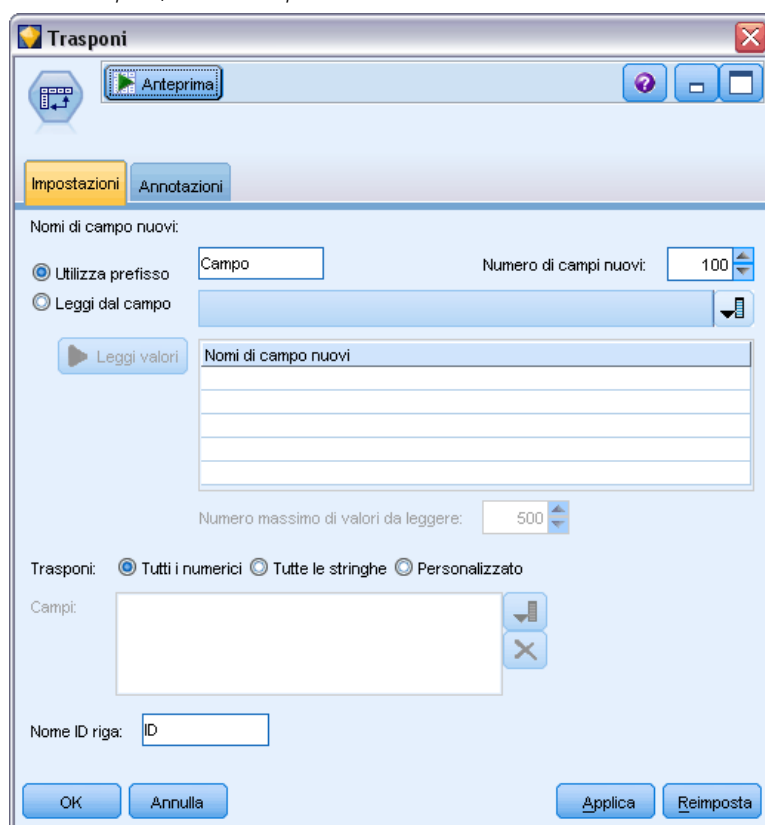 Trasponi
Anteprima
Impostazioni Annotazioni
Nomi di campo nuovi:
Utilizza prefisso Campo Numero di campi nuovi: 100
Leggi dal campo
Leggi valori Nomi di campo nuovi
Numero massimo di valori da leggere: 500
Trasponi: Tutti i numerici Tutte le stringhe Personalizzato
Campi:
Nome ID riga: ID
OK Annulla Applica Reimposta